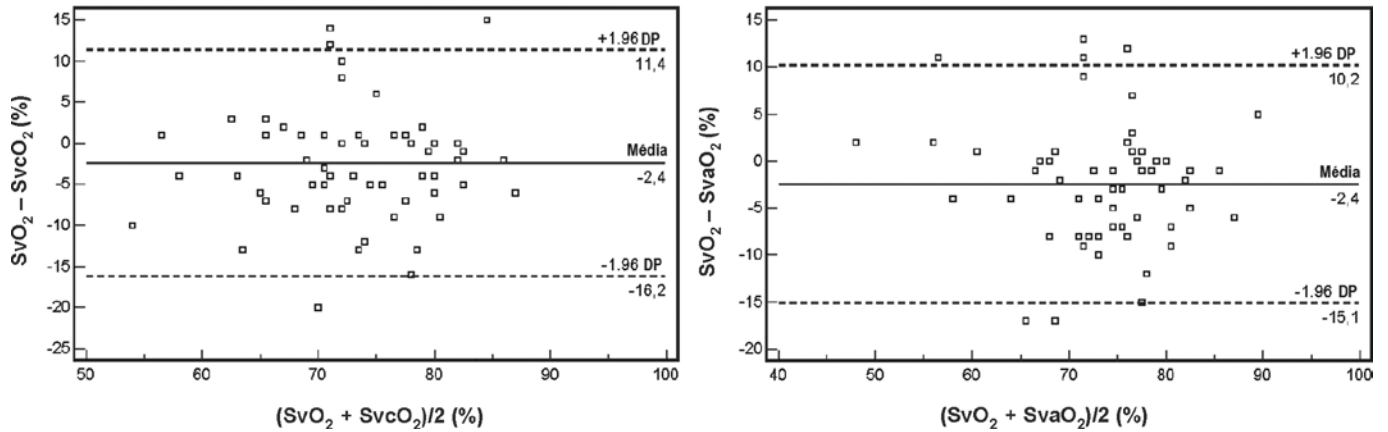 SvO₂ – SvcO₂ (%)
15
10
5
0
-5
-10
-15
-20
-25
+1.96 DP
11,4
Média
-2,4
-1.96 DP
-16,2
50 60 70 80 90 100
(SvO₂ + SvcO₂)/2 (%)
SvO₂ – SvaO₂ (%)
15
10
5
0
-5
-10
-15
-20
+1.96 DP
10,2
Média
-2,4
-1.96 DP
-15,1
40 50 60 70 80 90 100
(SvO₂ + SvaO₂)/2 (%)